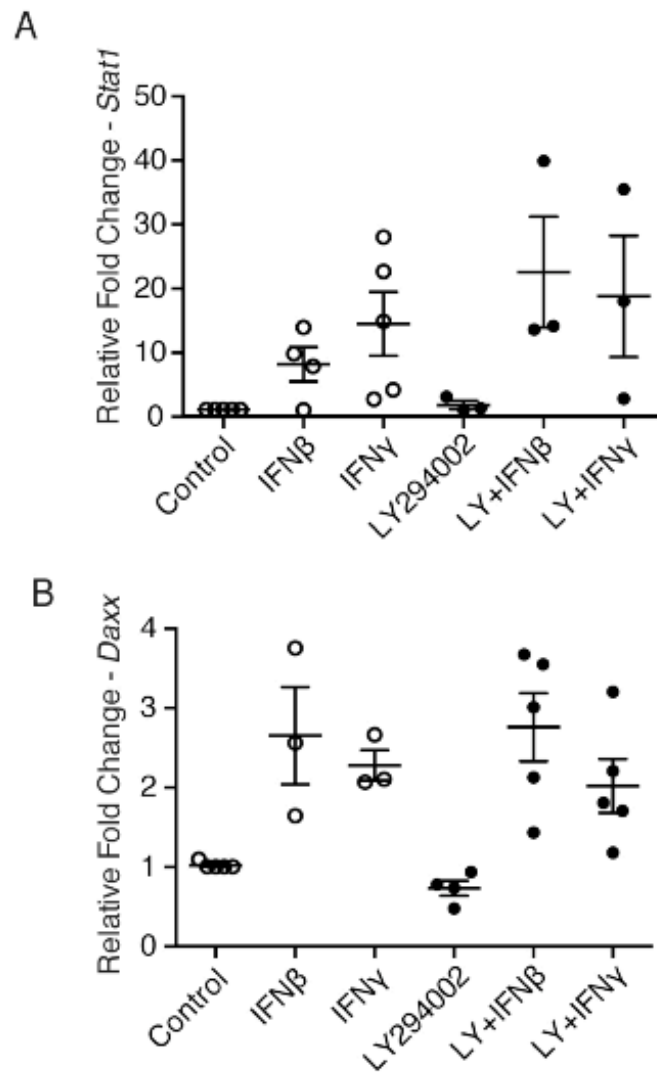 A
Relative Fold Change - Stat1
50
40
30
20
10
0
Control
IFNβ
IFNγ
LY294002
LY+IFNβ
LY+IFNγ
B
Relative Fold Change - Daxx
4
3
2
1
0
Control
IFNβ
IFNγ
LY294002
LY+IFNβ
LY+IFNγ